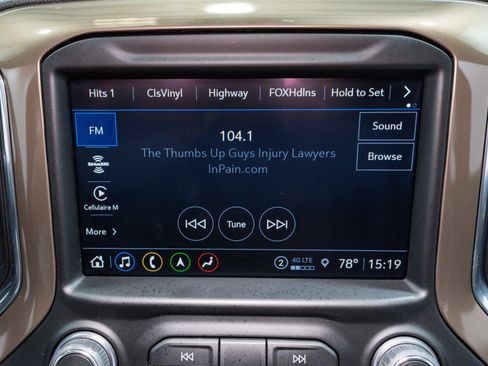 Hits 1 ClsVinyl Highway FOXHdlns Hold to Set
FM
104.1
Sound
The Thumbs Up Guys Injury Lawyers
Browse
InPain.com
SiriusXM
Cellulaire M
More
Tune
2 4G LTE 78° 15:19